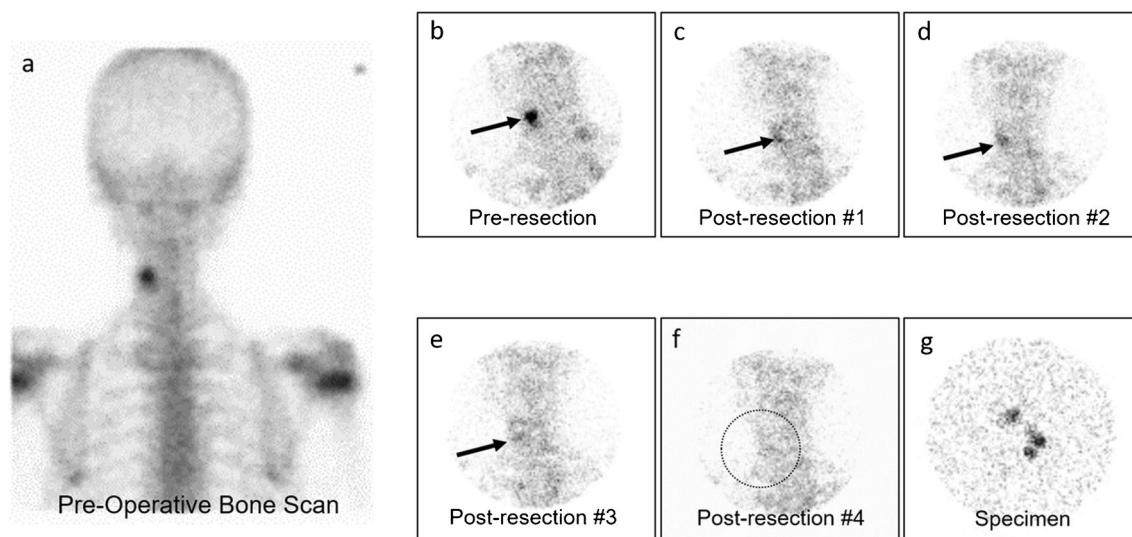 a
Pre-Operative Bone Scan
b
Pre-resection
c
Post-resection #1
d
Post-resection #2
e
Post-resection #3
f
Post-resection #4
g
Specimen